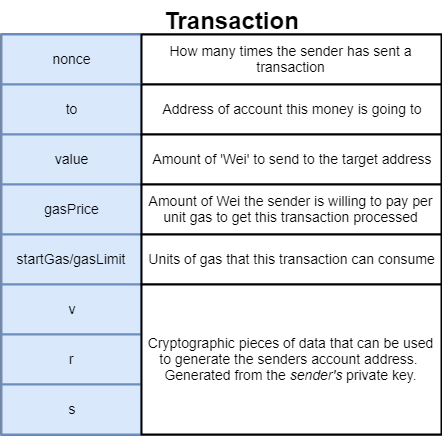 Transaction
nonce
How many times the sender has sent a
transaction
to
Address of account this money is going to
value
Amount of 'Wei' to send to the target address
gasPrice
Amount of Wei the sender is willing to pay per
unit gas to get this transaction processed
startGas/gasLimit
Units of gas that this transaction can consume
v
r
s
Cryptographic pieces of data that can be used
to generate the senders account address.
Generated from the sender's private key.